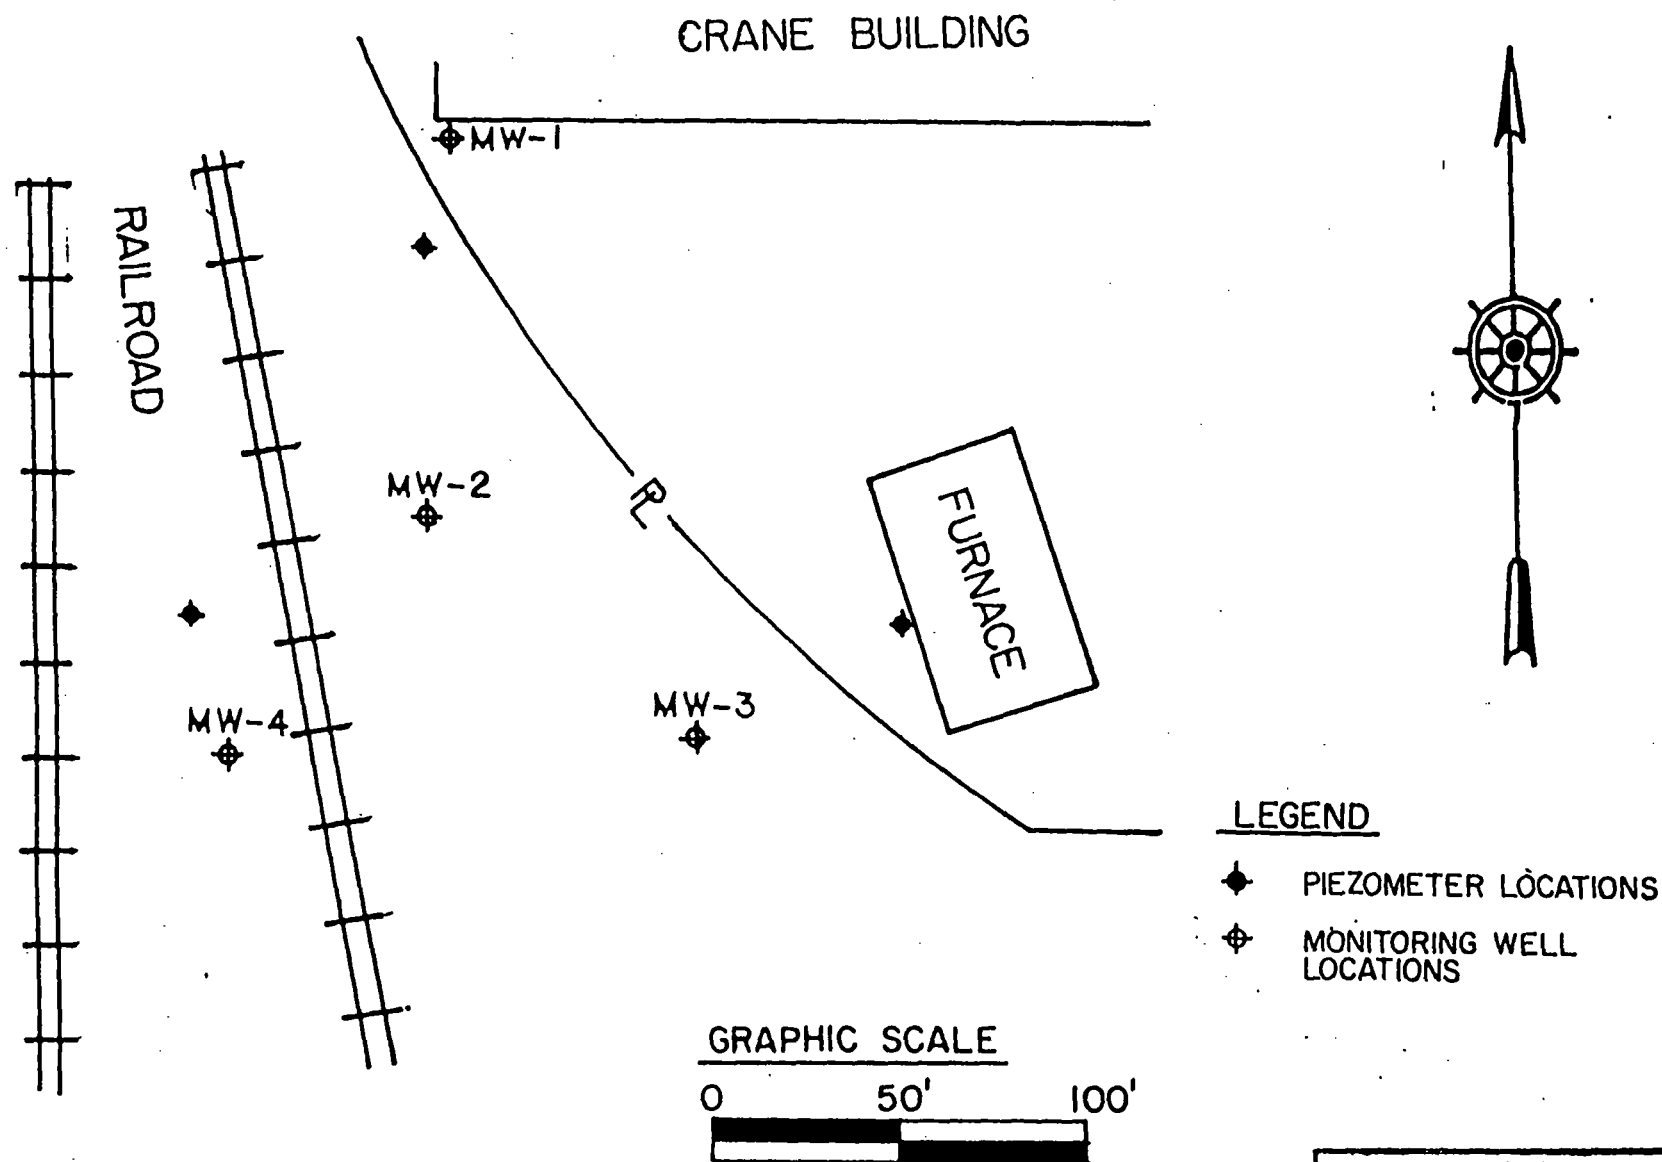 CRANE BUILDING
MW-1
RAILROAD
MW-2
PL
FURNACE
MW-3
MW-4
LEGEND
PIEZOMETER LOCATIONS
MONITORING WELL
LOCATIONS
GRAPHIC SCALE
0 50' 100'